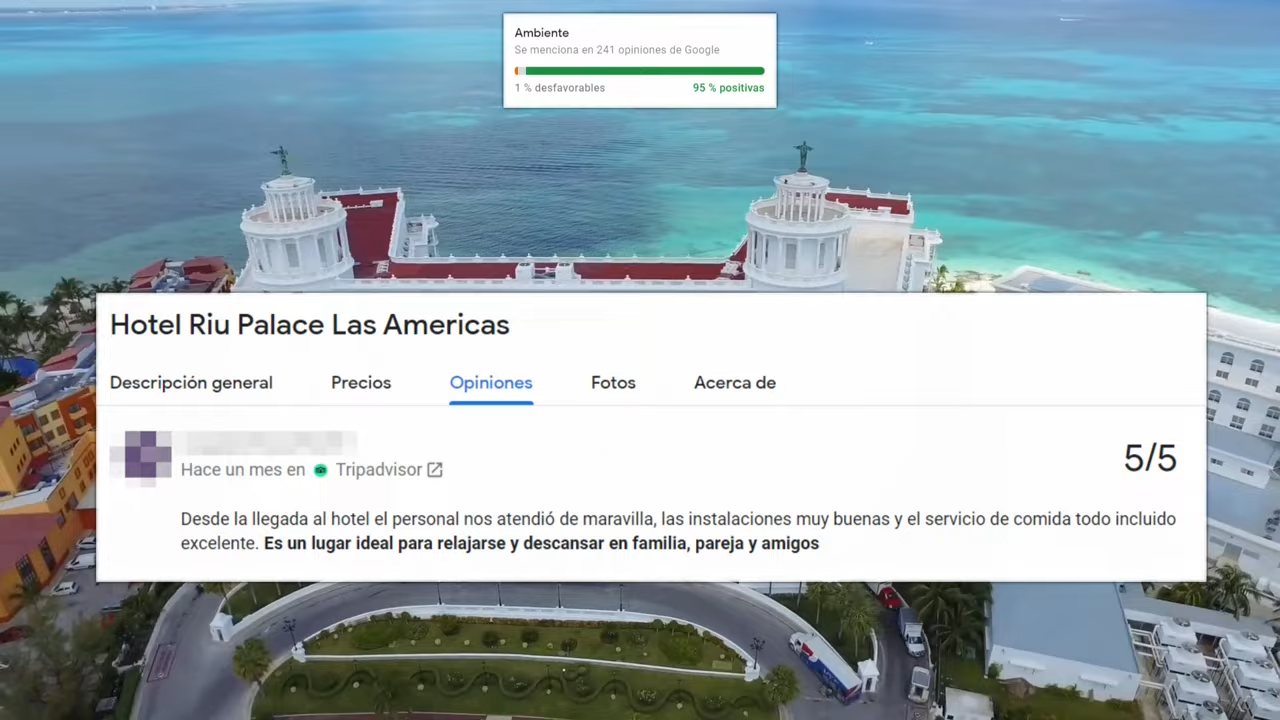 Ambiente
Se menciona en 241 opiniones de Google
1 % desfavorables 95 % positivas
Hotel Riu Palace Las Americas
Descripción general Precios Opiniones Fotos Acerca de
5/5
Hace un mes en Tripadvisor
Desde la llegada al hotel el personal nos atendió de maravilla, las instalaciones muy buenas y el servicio de comida todo incluido
excelente. Es un lugar ideal para relajarse y descansar en familia, pareja y amigos